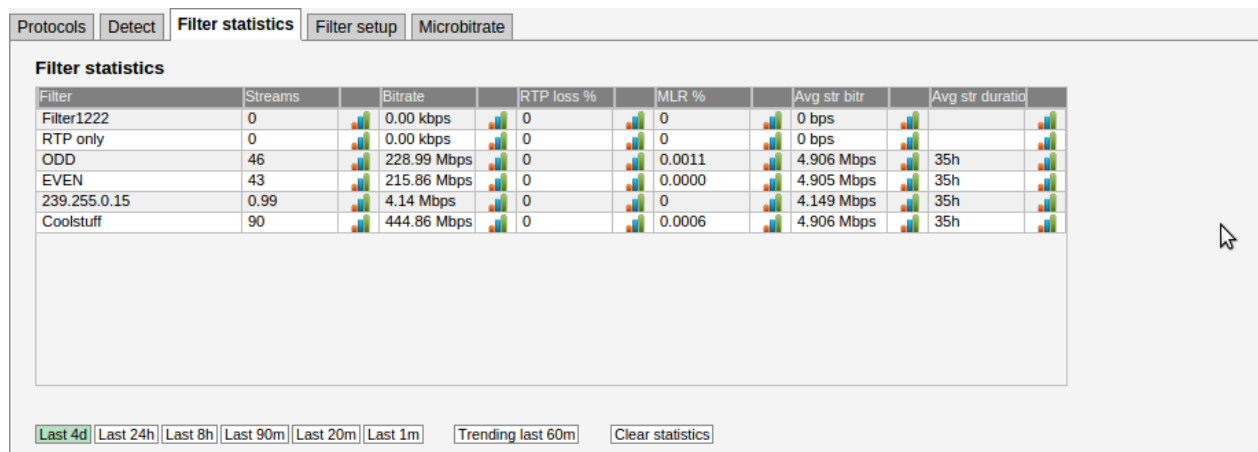 Protocols Detect Filter statistics Filter setup Microbitrate
Filter statistics
Filter Streams Bitrate RTP loss % MLR % Avg str bitr Avg str duratio
Filter1222 0 0.00 kbps 0 0 0 bps
RTP only 0 0.00 kbps 0 0 0 bps
ODD 46 228.99 Mbps 0 0.0011 4.906 Mbps 35h
EVEN 43 215.86 Mbps 0 0.0000 4.905 Mbps 35h
239.255.0.15 0.99 4.14 Mbps 0 0 4.149 Mbps 35h
Coolstuff 90 444.86 Mbps 0 0.0006 4.906 Mbps 35h
Last 4d Last 24h Last 8h Last 90m Last 20m Last 1m Trending last 60m Clear statistics